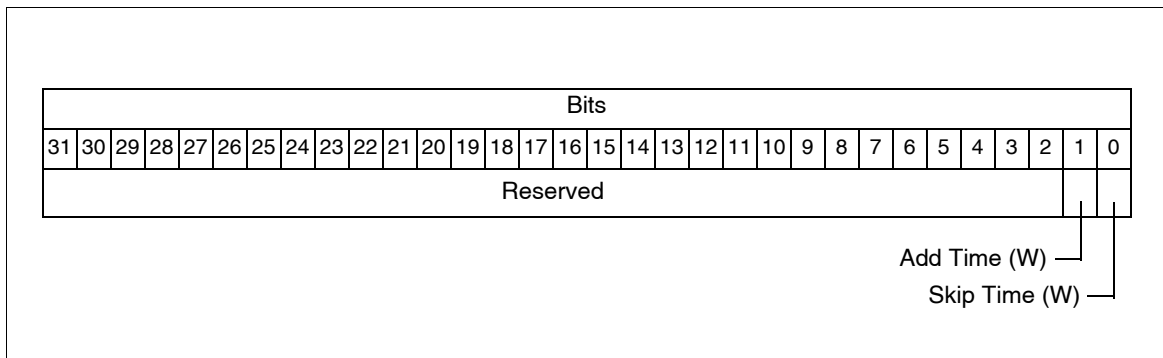 Bits
31 30 29 28 27 26 25 24 23 22 21 20 19 18 17 16 15 14 13 12 11 10 9 8 7 6 5 4 3 2 1 0
Reserved
Add Time (W)
Skip Time (W)